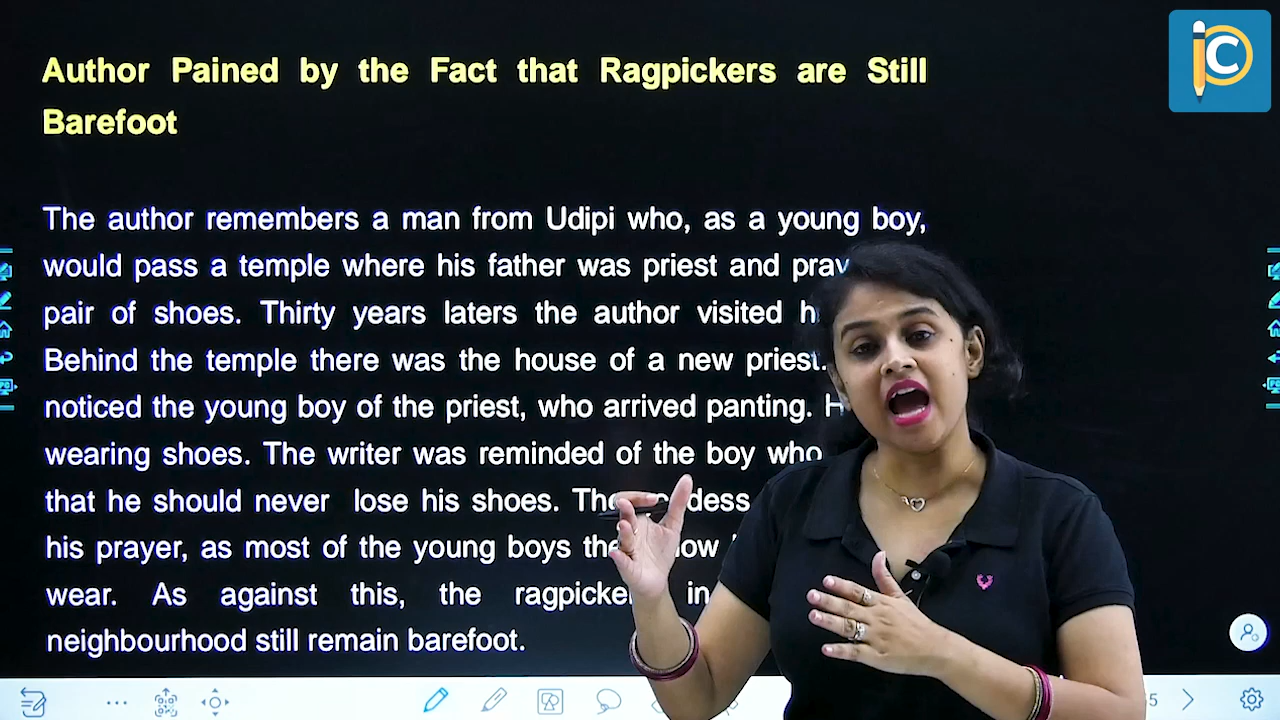 Author Pained by the Fact that Ragpickers are Still
Barefoot
The author remembers a man from Udipi who, as a young boy,
would pass a temple where his father was priest and pray
pair of shoes. Thirty years laters the author visited
Behind the temple there was the house of a new priest.
noticed the young boy of the priest, who arrived panting.
wearing shoes. The writer was reminded of the boy who
that he should never lose his shoes.
his prayer, as most of the young boys
wear. As against this, the in
neighbourhood still remain barefoot.